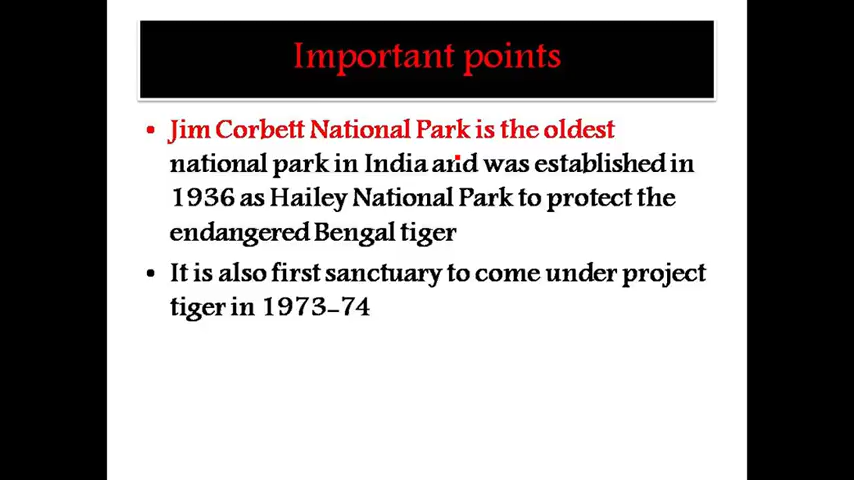 Important points
• Jim Corbett National Park is the oldest
national park in India and was established in
1936 as Hailey National Park to protect the
endangered Bengal tiger
• It is also first sanctuary to come under project
tiger in 1973-74